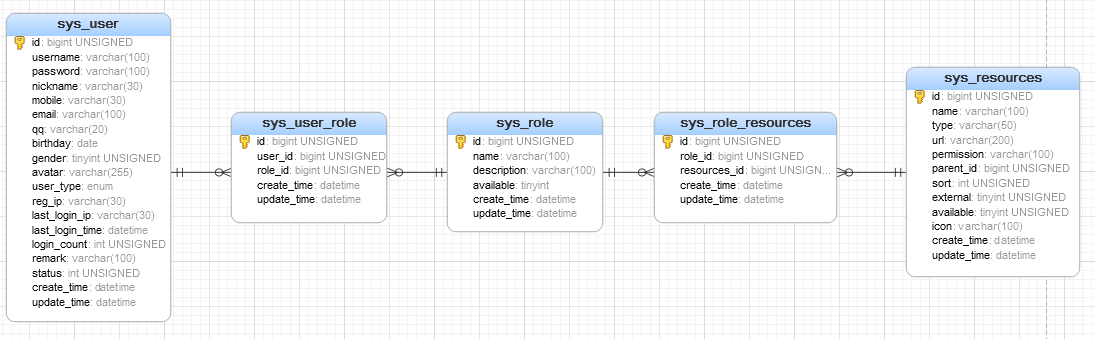 sys_user
id: bigint UNSIGNED
username: varchar(100)
password: varchar(100)
nickname: varchar(30)
mobile: varchar(30)
email: varchar(100)
qq: varchar(20)
birthday: date
gender: tinyint UNSIGNED
avatar: varchar(255)
user_type: enum
reg_ip: varchar(30)
last_login_ip: varchar(30)
last_login_time: datetime
login_count: int UNSIGNED
remark: varchar(100)
status: int UNSIGNED
create_time: datetime
update_time: datetime
sys_user_role
id: bigint UNSIGNED
user_id: bigint UNSIGNED
role_id: bigint UNSIGNED
create_time: datetime
update_time: datetime
sys_role
id: bigint UNSIGNED
name: varchar(100)
description: varchar(100)
available: tinyint
create_time: datetime
update_time: datetime
sys_role_resources
id: bigint UNSIGNED
role_id: bigint UNSIGNED
resources_id: bigint UNSIGN...
create_time: datetime
update_time: datetime
sys_resources
id: bigint UNSIGNED
name: varchar(100)
type: varchar(50)
url: varchar(200)
permission: varchar(100)
parent_id: bigint UNSIGNED
sort: int UNSIGNED
external: tinyint UNSIGNED
available: tinyint UNSIGNED
icon: varchar(100)
create_time: datetime
update_time: datetime